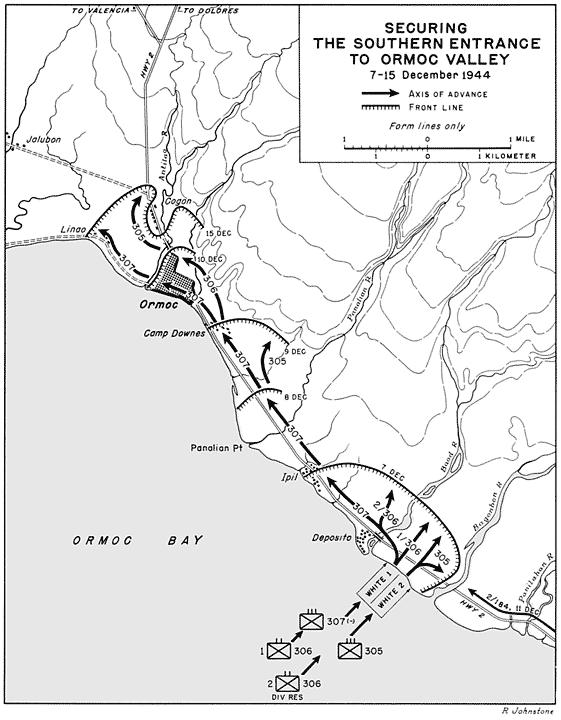 TO VALENCIA
TO DOLORES
SECURING
THE SOUTHERN ENTRANCE
TO ORMOC VALLEY
7-15 December 1944
AXIS OF ADVANCE
FRONT LINE
Form lines only
1 0 1 MILE
1 0 1 KILOMETER
HWY 2
Jalubon
Antilao R
Cogon
Linao
305
15 DEC
307
10 DEC
306
Ormoc
307
Camp Downes
9 DEC
307
305
Panalian R
8 DEC
307
Panalian Pt
Ipil
7 DEC
Baod R
Bagonbon R
307
2/306
1/306
305
Deposito
ORMOC BAY
WHITE 1
WHITE 2
Panilahan R
2/184, 11 DEC
HWY 2
307(-)
1 306
305
2 306
DIV RES
R Johnstone